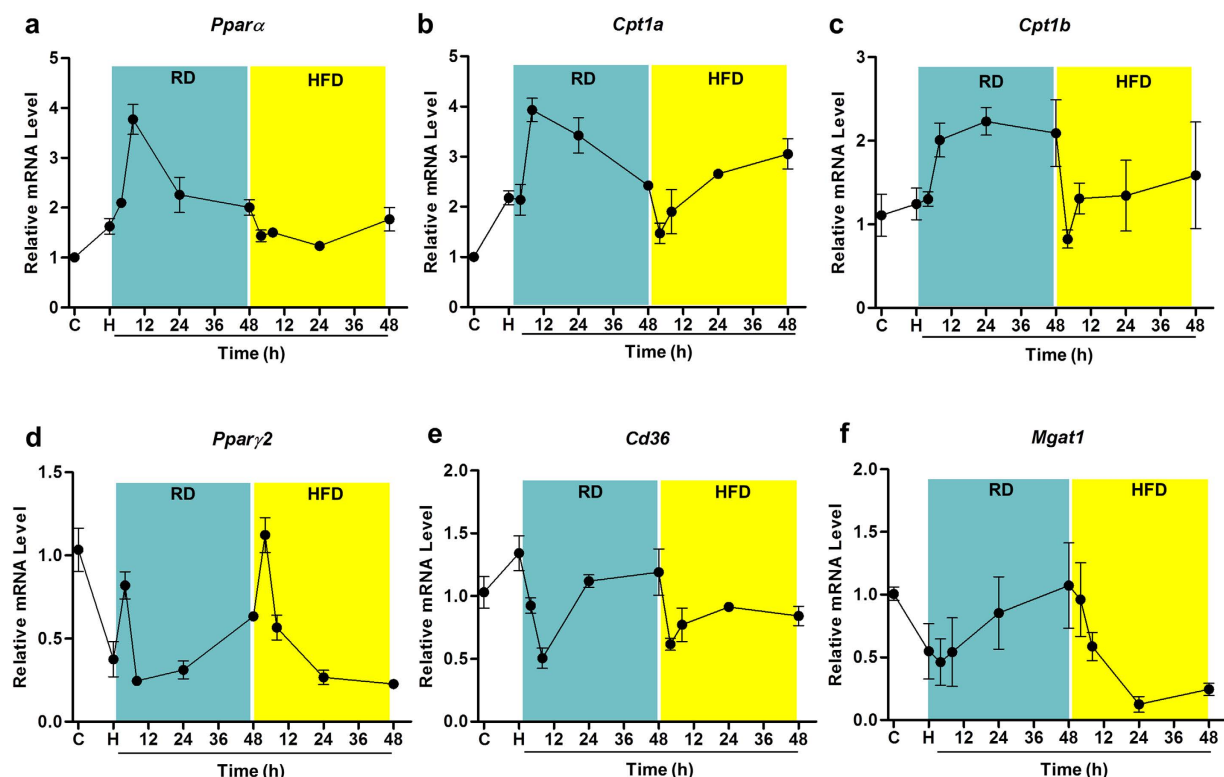 a
Pparα
Relative mRNA Level
5
4
3
2
1
0
RD
HFD
C H 12 24 36 48 12 24 36 48
Time (h)
b
Cpt1a
Relative mRNA Level
5
4
3
2
1
0
RD
HFD
C H 12 24 36 48 12 24 36 48
Time (h)
c
Cpt1b
Relative mRNA Level
3
2
1
0
RD
HFD
C H 12 24 36 48 12 24 36 48
Time (h)
d
Pparγ2
Relative mRNA Level
1.5
1.0
0.5
0.0
RD
HFD
C H 12 24 36 48 12 24 36 48
Time (h)
e
Cd36
Relative mRNA Level
2.0
1.5
1.0
0.5
0.0
RD
HFD
C H 12 24 36 48 12 24 36 48
Time (h)
f
Mgat1
Relative mRNA Level
2.0
1.5
1.0
0.5
0.0
RD
HFD
C H 12 24 36 48 12 24 36 48
Time (h)